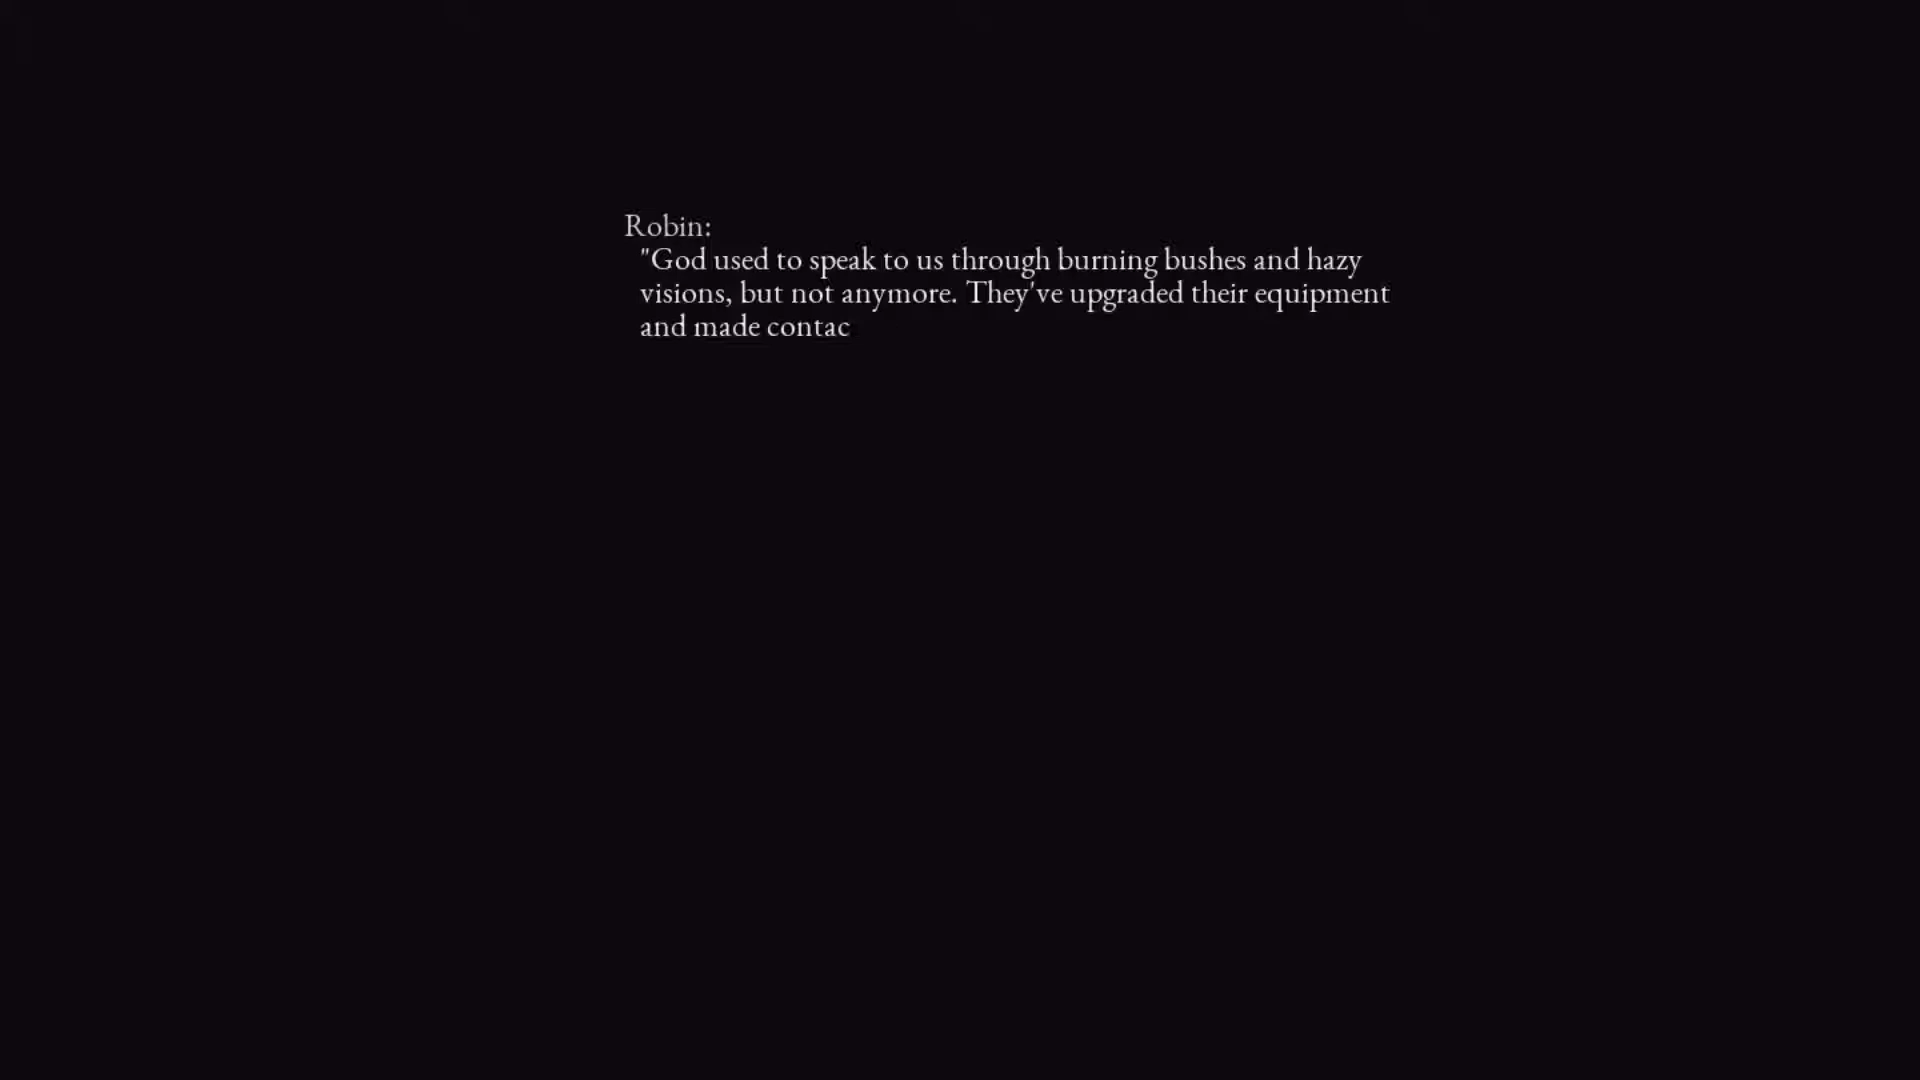 Robin:
"God used to speak to us through burning bushes and hazy
visions, but not anymore. They've upgraded their equipment
and made contac